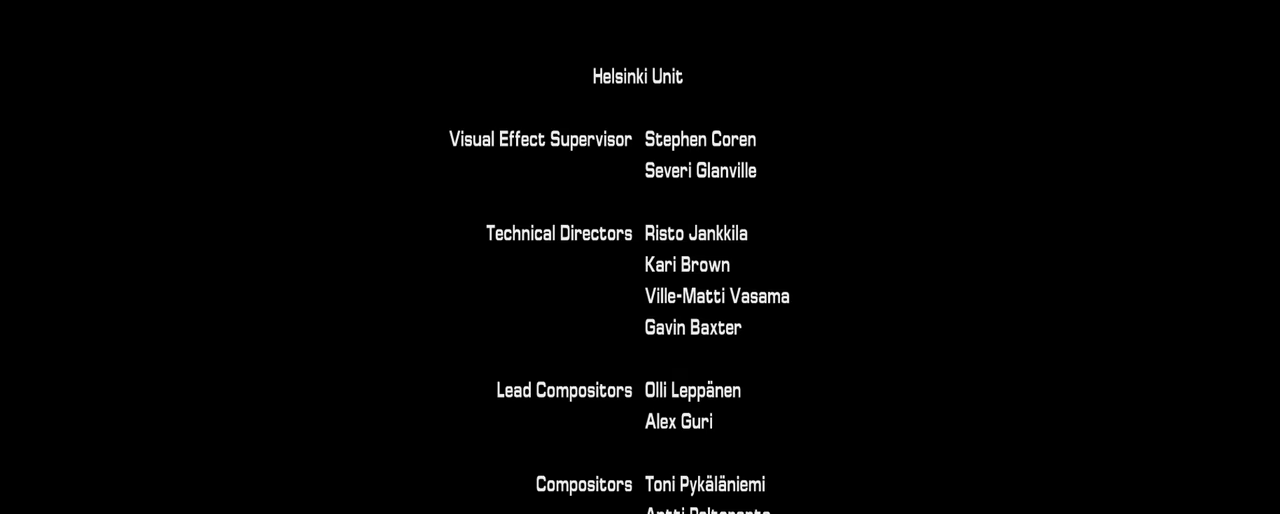 Helsinki Unit
Visual Effect Supervisor Stephen Coren
Severi Glanville
Technical Directors Risto Jankkila
Kari Brown
Ville-Matti Vasama
Gavin Baxter
Lead Compositors Olli Leppänen
Alex Guri
Compositors Toni Pykäläniemi